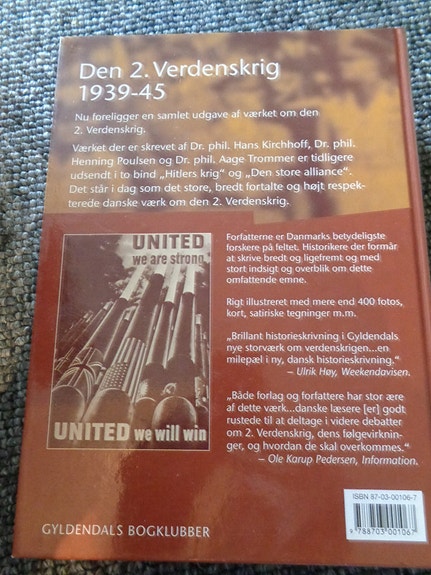 Den 2. Verdenskrig
1939-45
Nu foreligger en samlet udgave af værket om den
2. Verdenskrig.
Værket der er skrevet af Dr. phil. Hans Kirchhoff, Dr. phil.
Henning Poulsen og Dr. phil. Aage Trommer er tidligere
udsendt i to bind „Hitlers krig“ og „Den store alliance“.
Det står i dag som det store, bredt fortalte og højt respek-
terede danske værk om den 2. Verdenskrig.
UNITED
we are strong
UNITED we will win
Forfatterne er Danmarks betydeligste
forskere på feltet. Historikere der formår
at skrive bredt og ligefremt og med
stort indsigt og overblik om dette
omfattende emne.
Rigt illustreret med mere end 400 fotos,
kort, satiriske tegninger m.m.
„Brillant historieskrivning i Gyldendals
nye storværk om verdenskrigen...en
milepæl i ny, dansk historieskrivning.“
– Ulrik Høy, Weekendavisen.
„Både forlag og forfattere har stor ære
af dette værk...danske læsere [er] godt
rustede til at deltage i videre debatter
om 2. Verdenskrig, dens følgevirknin-
ger, og hvordan de skal overkommes.“
– Ole Karup Pedersen, Information.
ISBN 87-03-00106-7
9 788703 001067
GYLDENDALS BOGKLUBBER